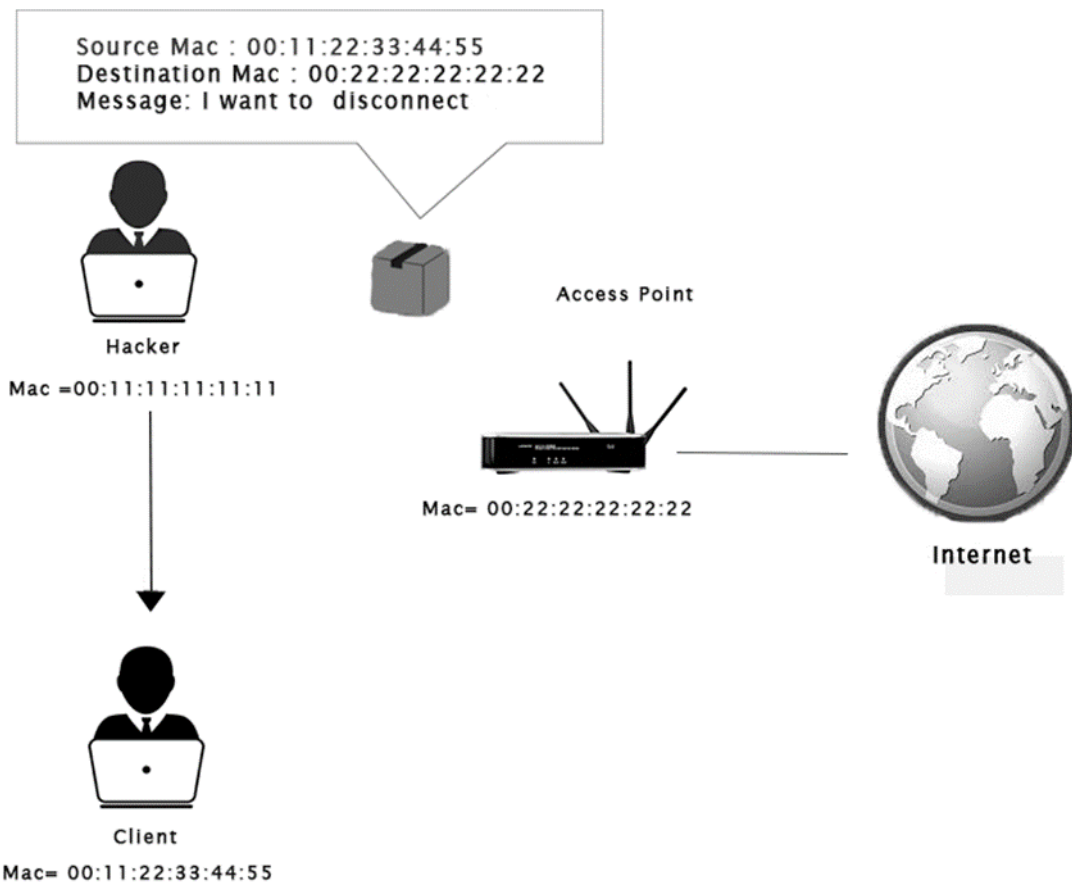 Source Mac : 00:11:22:33:44:55
Destination Mac : 00:22:22:22:22:22
Message: I want to disconnect
Access Point
Hacker
Mac =00:11:11:11:11:11
Mac= 00:22:22:22:22:22
Internet
Client
Mac= 00:11:22:33:44:55